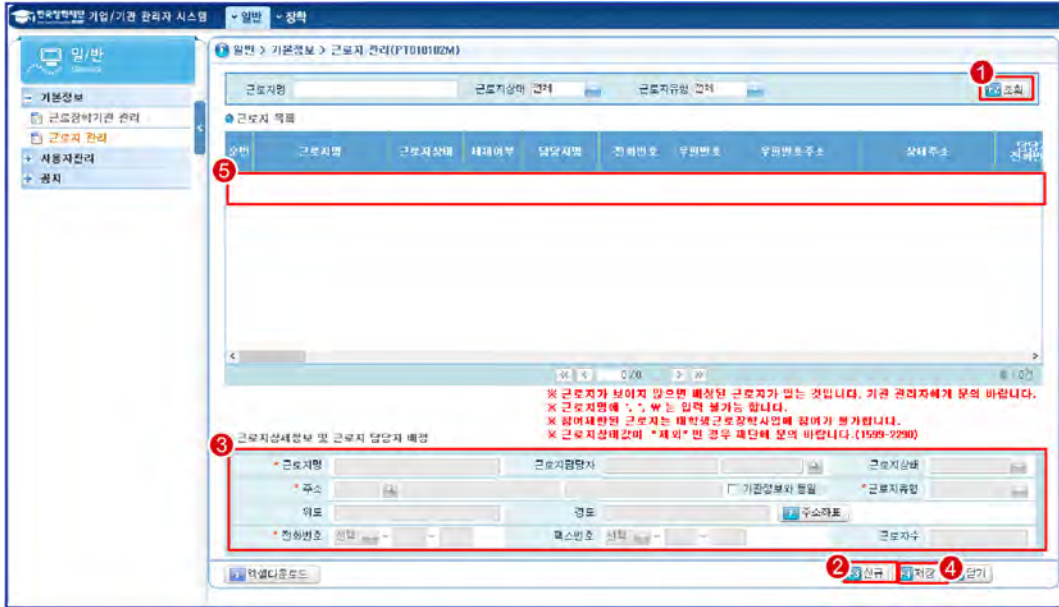 한국장학재단 기업/기관 관리자 시스템 일반 장학
일/반
일반 > 기본정보 > 근로지 관리(PT010102M)
기본정보
근로장학기관 관리
근로지 관리
사용자관리
공지
근로지명 근로지상태 전체 근로지유형 전체 1 조회
근로지 목록
순번 근로지명 근로지상태 담당자명 전화번호 우편번호 우편번호주소 상세주소
5
0 / 0
※ 근로지가 보이지 않으면 배정된 근로지가 없는 것입니다. 기관 관리자에게 문의 바랍니다.
※ 근로지명에 ', ", ₩ 는 입력 불가능 합니다.
※ 참여제한된 근로지는 대학생근로장학사업에 참여가 불가합니다.
※ 근로지상태값이 "제외"인 경우 재단에 문의 바랍니다.(1599-2290)
3 근로지상세정보 및 근로지 담당자 배정
* 근로지명 근로지담당자 근로지상태
* 주소 기관정보와 동일 * 근로지유형
위도 경도 주소좌표
* 전화번호 선택 - - 팩스번호 선택 - - 근로자수
엑셀다운로드 2 신규 저장 4 닫기